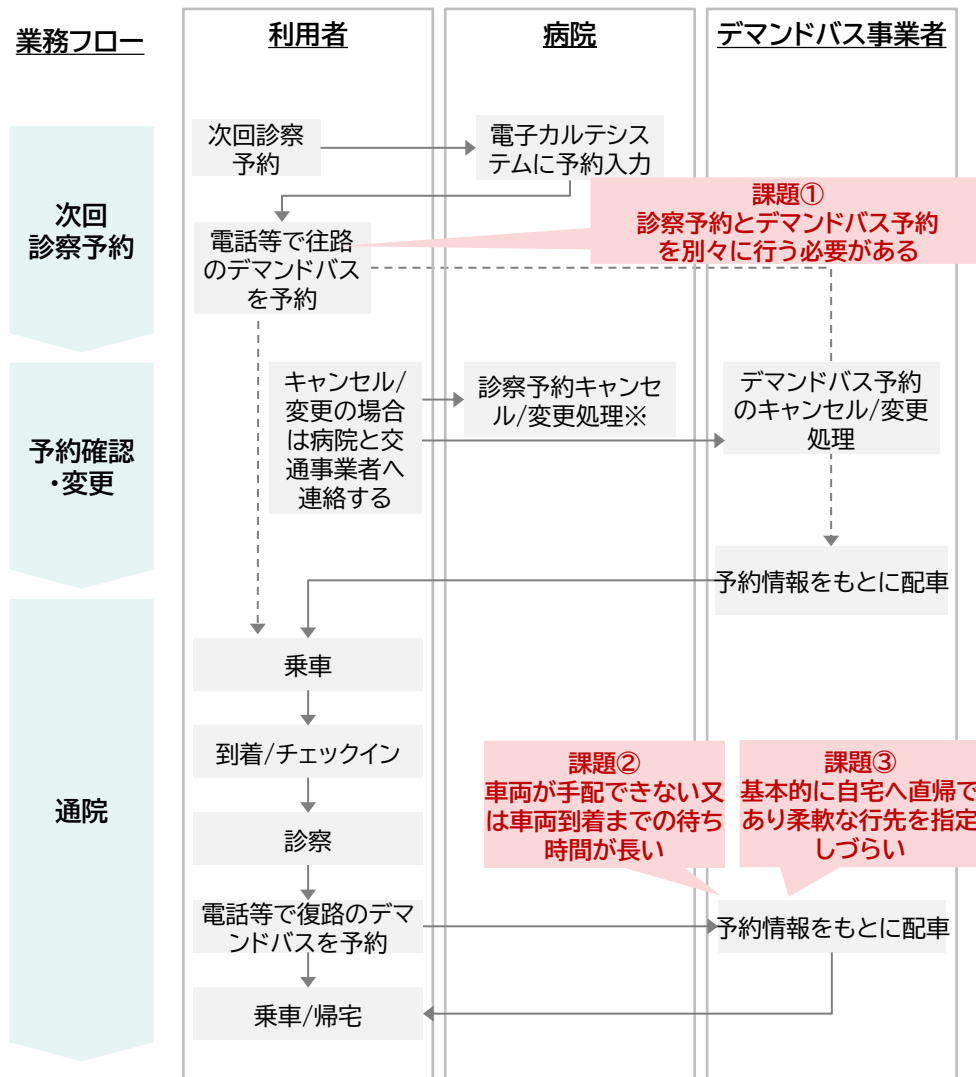 業務フロー
利用者
病院
デマンドバス事業者
次回
診察予約
次回診察
予約
電子カルテシス
テムに予約入力
課題①
診察予約とデマンドバス予約
を別々に行う必要がある
電話等で往路
のデマンドバス
を予約
予約確認
・変更
キャンセル/
変更の場合
は病院と交
通事業者へ
連絡する
診察予約キャンセ
ル/変更処理※
デマンドバス予約
のキャンセル/変更
処理
予約情報をもとに配車
通院
乗車
到着/チェックイン
診察
課題②
車両が手配できない又
は車両到着までの待ち
時間が長い
課題③
基本的に自宅へ直帰で
あり柔軟な行先を指定
しづらい
電話等で復路のデマ
ンドバスを予約
予約情報をもとに配車
乗車/帰宅